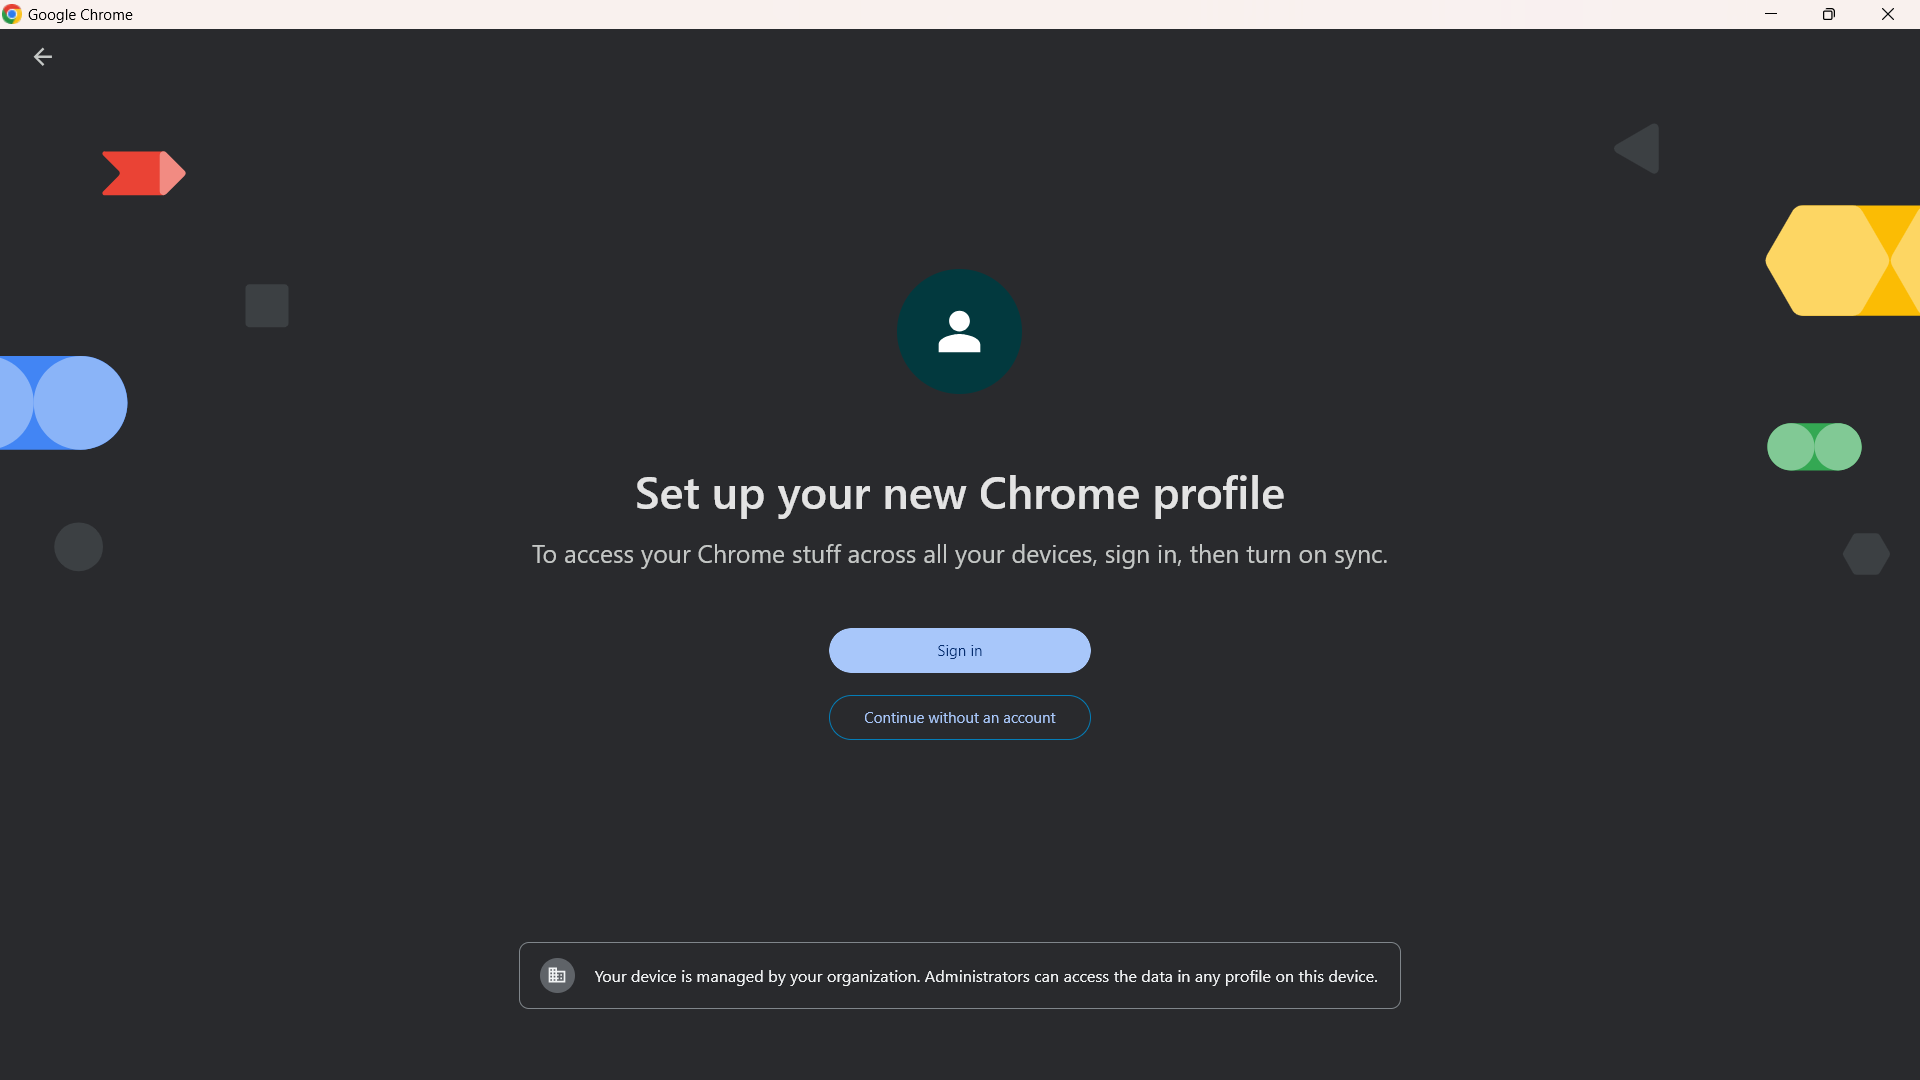 Google Chrome
Set up your new Chrome profile
To access your Chrome stuff across all your devices, sign in, then turn on sync.
Sign in
Continue without an account
Your device is managed by your organization. Administrators can access the data in any profile on this device.